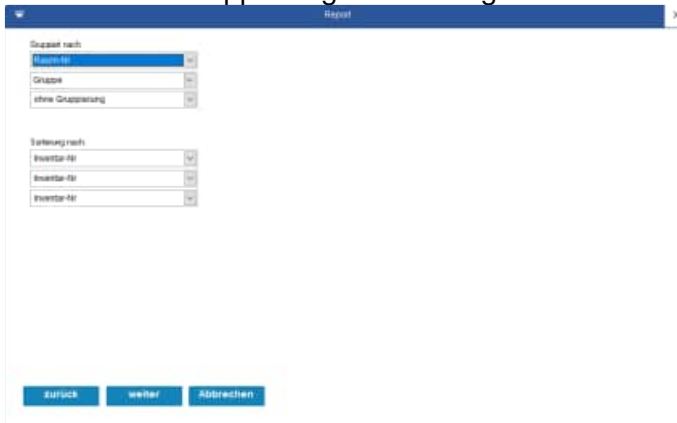 Report
Gruppiert nach
Raum-Nr
Gruppe
ohne Gruppierung
Sortierung nach
Inventar-Nr
Inventar-Nr
Inventar-Nr
zurück
weiter
Abbrechen